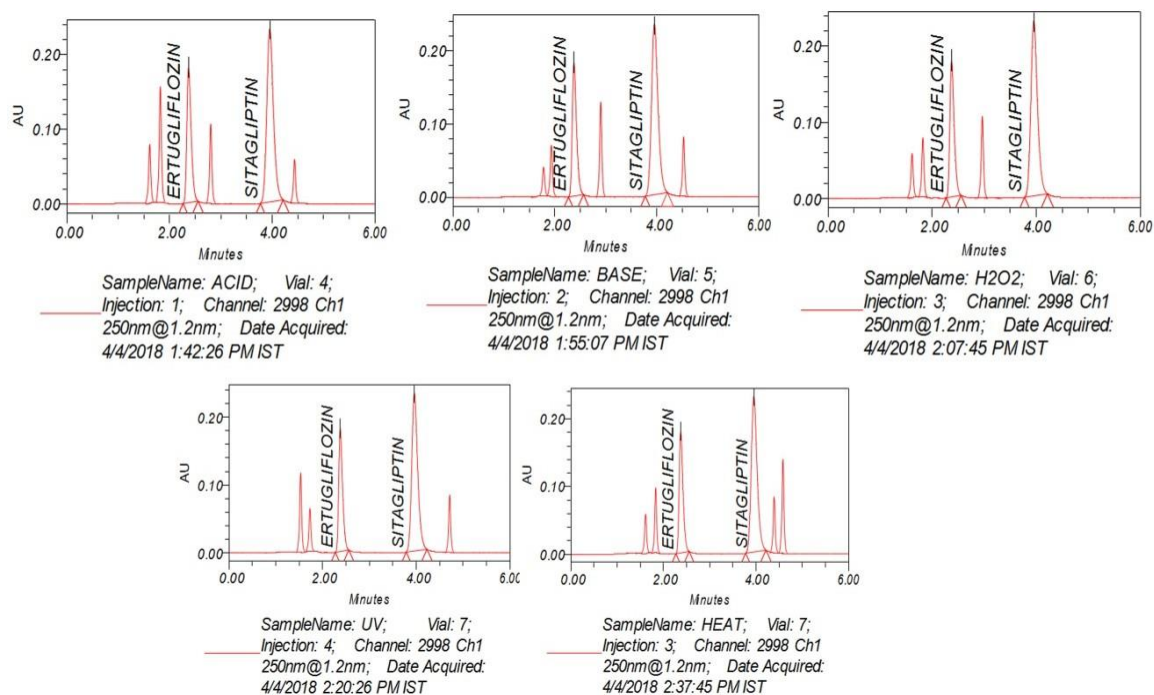 0.20
0.10
0.00
AU
ERTUGLIFLOZIN
SITAGLIPTIN
0.00 2.00 4.00 6.00
Minutes
SampleName: ACID; Vial: 4;
Injection: 1; Channel: 2998 Ch1
250nm@1.2nm; Date Acquired:
4/4/2018 1:42:26 PM IST
0.20
0.10
0.00
AU
ERTUGLIFLOZIN
SITAGLIPTIN
0.00 2.00 4.00 6.00
Minutes
SampleName: BASE; Vial: 5;
Injection: 2; Channel: 2998 Ch1
250nm@1.2nm; Date Acquired:
4/4/2018 1:55:07 PM IST
0.20
0.10
0.00
AU
ERTUGLIFLOZIN
SITAGLIPTIN
0.00 2.00 4.00 6.00
Minutes
SampleName: H2O2; Vial: 6;
Injection: 3; Channel: 2998 Ch1
250nm@1.2nm; Date Acquired:
4/4/2018 2:07:45 PM IST
0.20
0.10
0.00
AU
ERTUGLIFLOZIN
SITAGLIPTIN
0.00 2.00 4.00 6.00
Minutes
SampleName: UV; Vial: 7;
Injection: 4; Channel: 2998 Ch1
250nm@1.2nm; Date Acquired:
4/4/2018 2:20:26 PM IST
0.20
0.10
0.00
AU
ERTUGLIFLOZIN
SITAGLIPTIN
0.00 2.00 4.00 6.00
Minutes
SampleName: HEAT; Vial: 7;
Injection: 3; Channel: 2998 Ch1
250nm@1.2nm; Date Acquired:
4/4/2018 2:37:45 PM IST